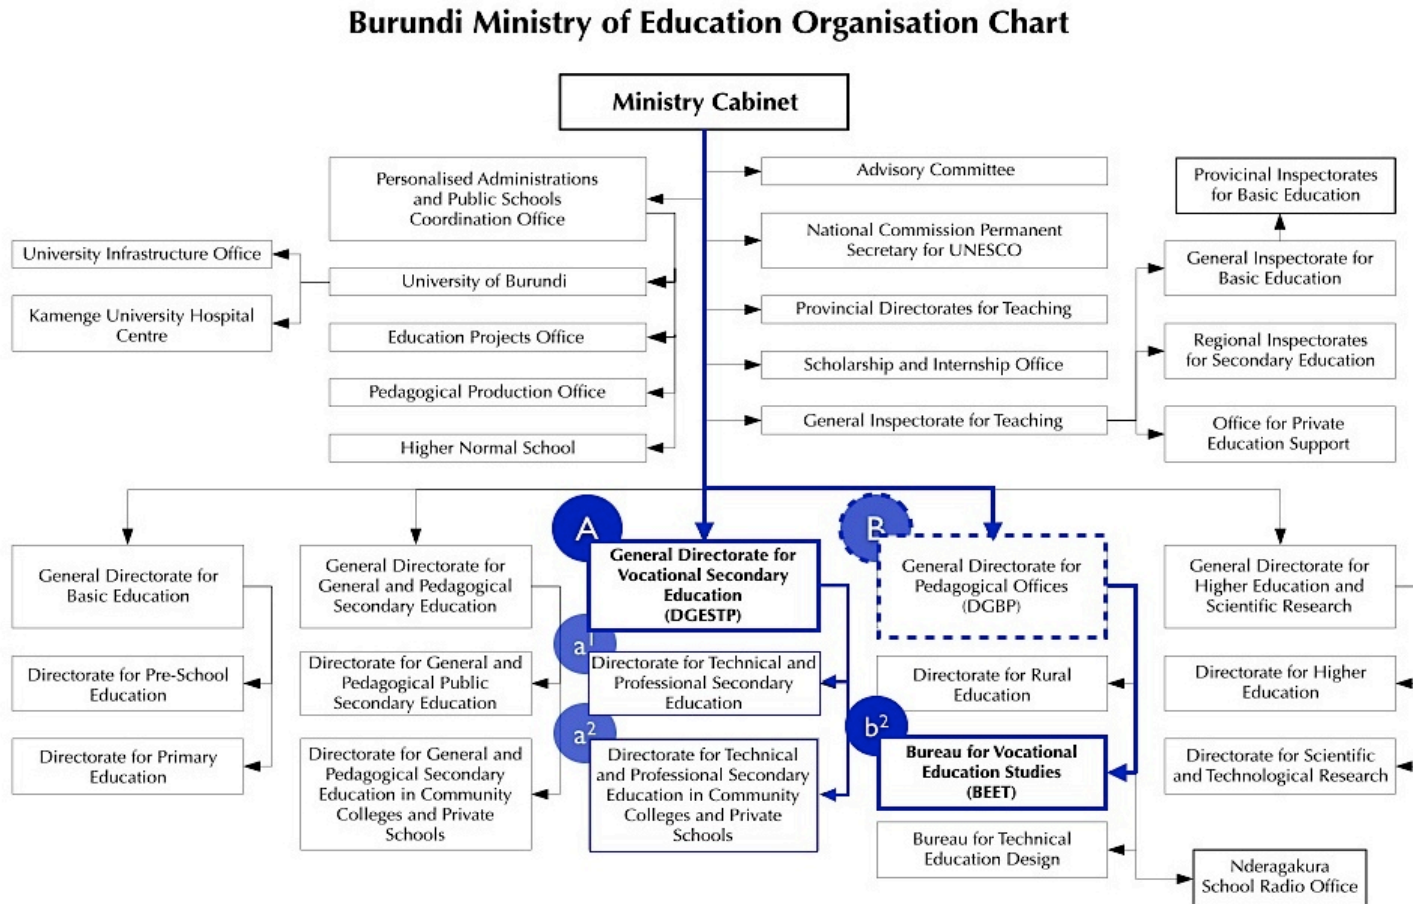 Burundi Ministry of Education Organisation Chart
Ministry Cabinet
Personalised Administrations
and Public Schools
Coordination Office
Advisory Committee
Provicinal Inspectorates
for Basic Education
National Commission Permanent
Secretary for UNESCO
University Infrastructure Office
University of Burundi
General Inspectorate for
Basic Education
Kamenge University Hospital
Centre
Education Projects Office
Provincial Directorates for Teaching
Regional Inspectorates
for Secondary Education
Pedagogical Production Office
Scholarship and Internship Office
Higher Normal School
General Inspectorate for Teaching
Office for Private
Education Support
A
B
General Directorate for
Basic Education
General Directorate for
General and Pedagogical
Secondary Education
General Directorate for
Vocational Secondary
Education
(DGESTP)
General Directorate for
Pedagogical Offices
(DGBP)
General Directorate for
Higher Education and
Scientific Research
a1
Directorate for Pre-School
Education
Directorate for General and
Pedagogical Public
Secondary Education
Directorate for Technical and
Professional Secondary
Education
Directorate for Rural
Education
Directorate for Higher
Education
a2
b2
Directorate for Primary
Education
Directorate for General and
Pedagogical Secondary
Education in Community
Colleges and Private
Schools
Directorate for Technical
and Professional Secondary
Education in Community
Colleges and Private
Schools
Bureau for Vocational
Education Studies
(BEET)
Directorate for Scientific
and Technological Research
Bureau for Technical
Education Design
Nderagakura
School Radio Office